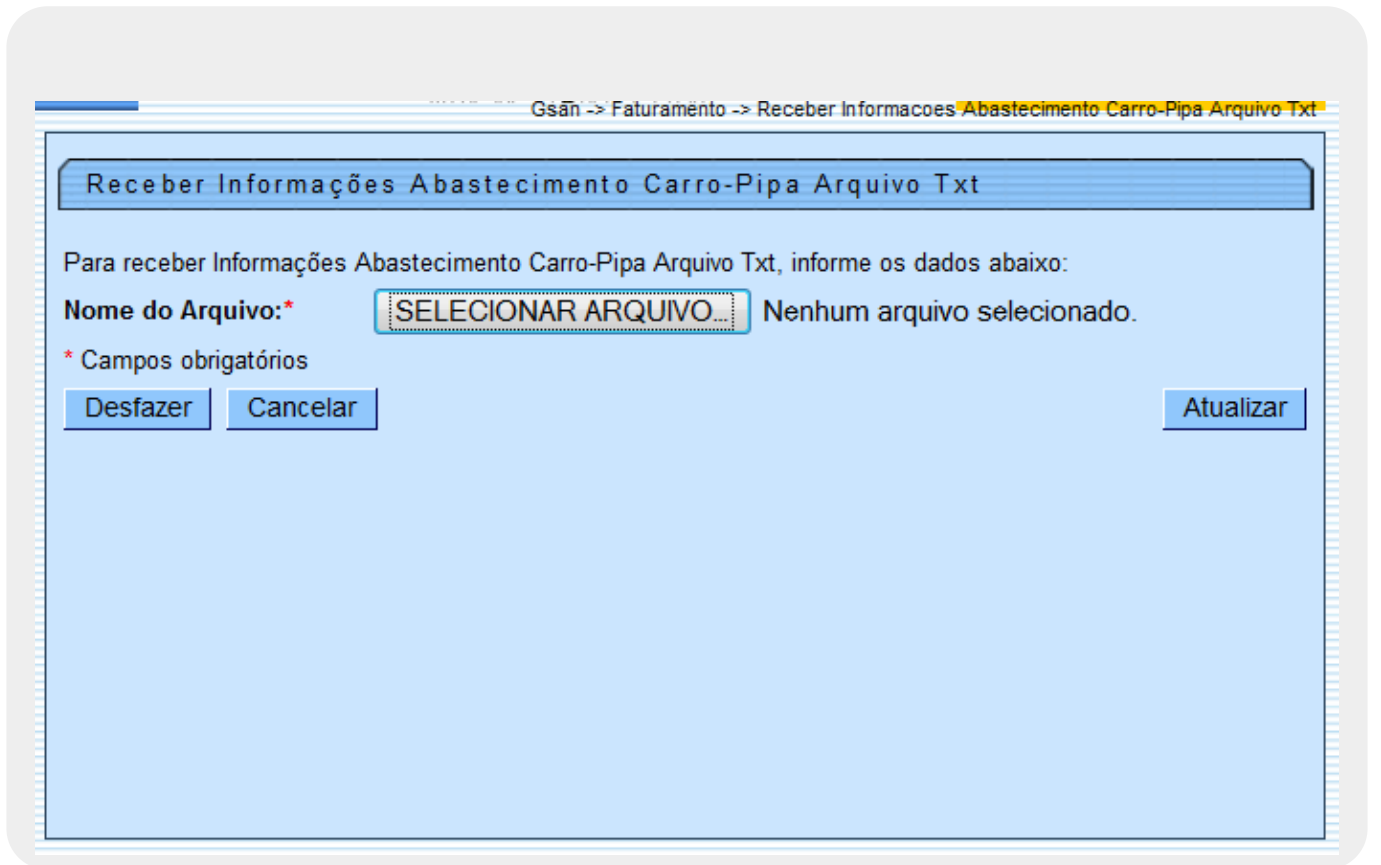 Gsan -> Faturamento -> Receber Informacoes Abastecimento Carro-Pipa Arquivo Txt
Receber Informações Abastecimento Carro-Pipa Arquivo Txt
Para receber Informações Abastecimento Carro-Pipa Arquivo Txt, informe os dados abaixo:
Nome do Arquivo:* SELECIONAR ARQUIVO... Nenhum arquivo selecionado.
* Campos obrigatórios
Desfazer Cancelar Atualizar